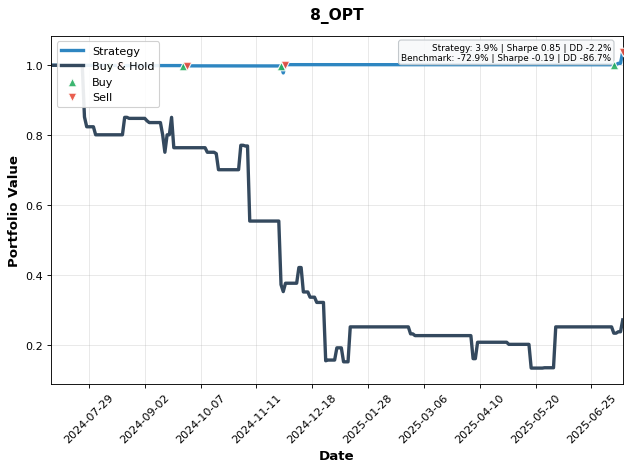 8_OPT
Strategy
Buy & Hold
Buy
Sell
Strategy: 3.9% | Sharpe 0.85 | DD -2.2%
Benchmark: -72.9% | Sharpe -0.19 | DD -86.7%
1.0
0.8
0.6
0.4
0.2
Portfolio Value
2024-07-29
2024-09-02
2024-10-07
2024-11-11
2024-12-18
2025-01-28
2025-03-06
2025-04-10
2025-05-20
2025-06-25
Date